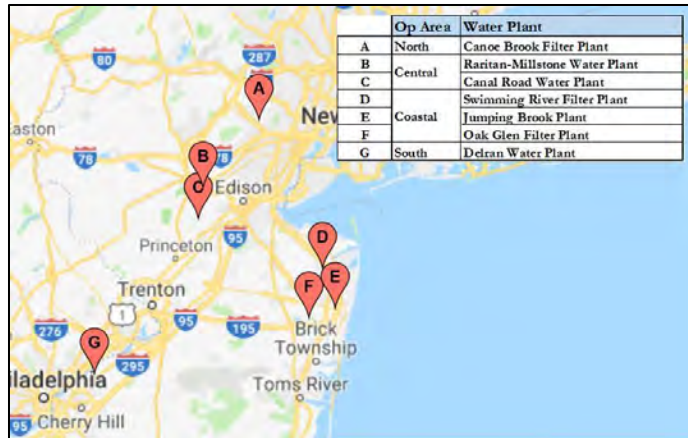 Op Area Water Plant
A North Canoe Brook Filter Plant
B Central Raritan-Millstone Water Plant
C Canal Road Water Plant
D Coastal Swimming River Filter Plant
E Jumping Brook Plant
F Oak Glen Filter Plant
G South Delran Water Plant
287
80
A
New
Easton
78
B
78
C
Edison
Princeton
95
D
E
F
Trenton
1
95
195
276
Brick
Township
G
295
iladelphia
Toms River
95
Cherry Hill